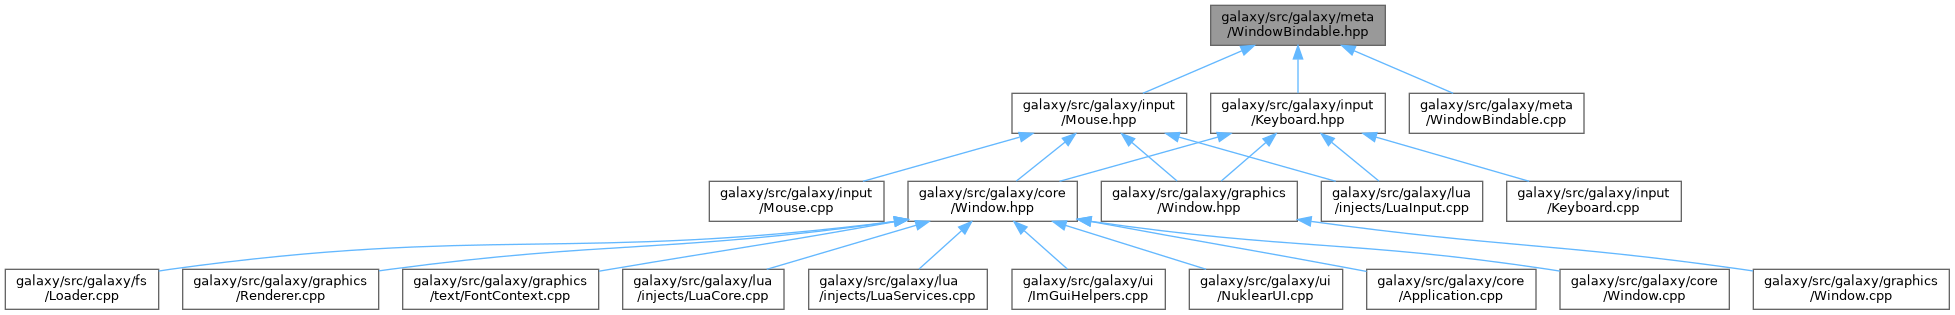 galaxy/src/galaxy/meta
/WindowBindable.hpp
galaxy/src/galaxy/input
/Mouse.hpp
galaxy/src/galaxy/input
/Keyboard.hpp
galaxy/src/galaxy/meta
/WindowBindable.cpp
galaxy/src/galaxy/input
/Mouse.cpp
galaxy/src/galaxy/core
/Window.hpp
galaxy/src/galaxy/graphics
/Window.hpp
galaxy/src/galaxy/lua
/injects/LuaInput.cpp
galaxy/src/galaxy/input
/Keyboard.cpp
galaxy/src/galaxy/fs
/Loader.cpp
galaxy/src/galaxy/graphics
/Renderer.cpp
galaxy/src/galaxy/graphics
/text/FontContext.cpp
galaxy/src/galaxy/lua
/injects/LuaCore.cpp
galaxy/src/galaxy/lua
/injects/LuaServices.cpp
galaxy/src/galaxy/ui
/ImGuiHelpers.cpp
galaxy/src/galaxy/ui
/NuklearUI.cpp
galaxy/src/galaxy/core
/Application.cpp
galaxy/src/galaxy/core
/Window.cpp
galaxy/src/galaxy/graphics
/Window.cpp